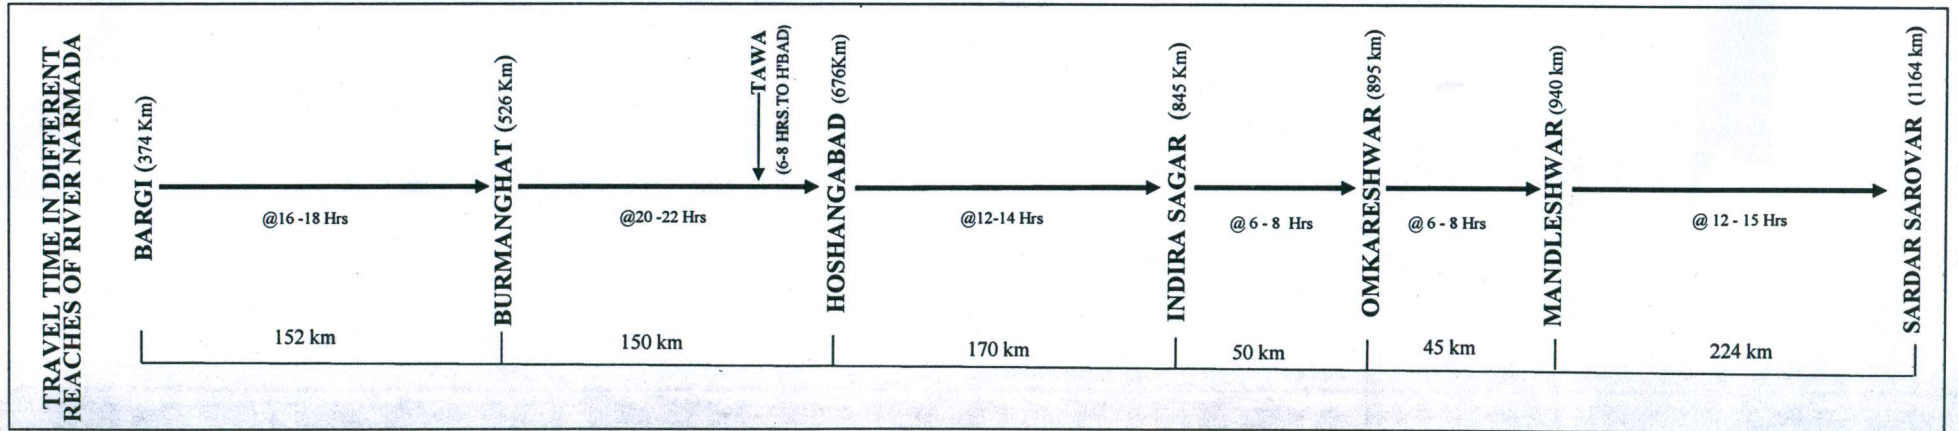 TRAVEL TIME IN DIFFERENT
REACHES OF RIVER NARMADA
BARGI (374 Km)
@16 -18 Hrs
152 km
BURMANGHAT (526 Km)
@20 -22 Hrs
150 km
TAWA
(6-8 HRS.TO H'BAD)
HOSHANGABAD (676Km)
@12-14 Hrs
170 km
INDIRA SAGAR (845 Km)
@ 6 - 8 Hrs
50 km
OMKARESHWAR (895 km)
@ 6 - 8 Hrs
45 km
MANDLESHWAR (940 km)
@ 12 - 15 Hrs
224 km
SARDAR SAROVAR (1164 km)